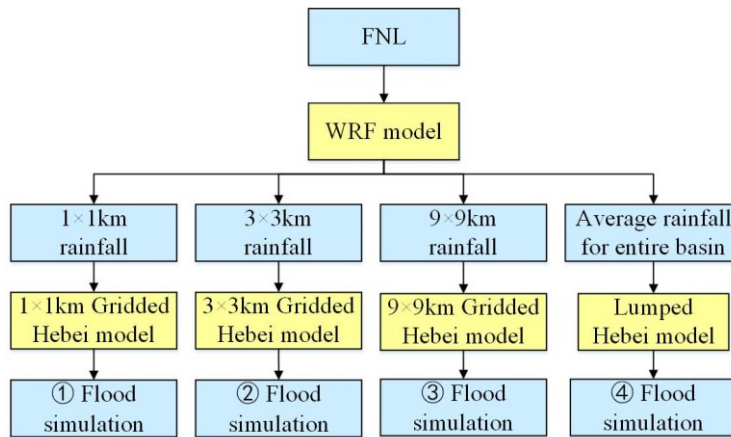 FNL
WRF model
1×1km
rainfall
3×3km
rainfall
9×9km
rainfall
Average rainfall
for entire basin
1×1km Gridded
Hebei model
3×3km Gridded
Hebei model
9×9km Gridded
Hebei model
Lumped
Hebei model
① Flood
simulation
② Flood
simulation
③ Flood
simulation
④ Flood
simulation